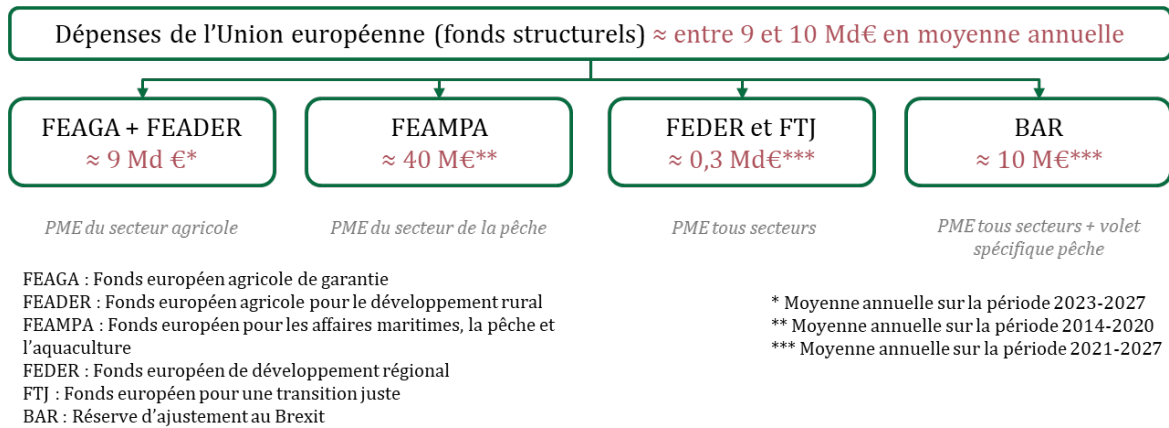 Dépenses de l’Union européenne (fonds structurels) ≈ entre 9 et 10 Md€ en moyenne annuelle
FEAGA + FEADER
≈ 9 Md €*
FEAMPA
≈ 40 M€**
FEDER et FTJ
≈ 0,3 Md€***
BAR
≈ 10 M€***
PME du secteur agricole
PME du secteur de la pêche
PME tous secteurs
PME tous secteurs + volet
spécifique pêche
FEAGA : Fonds européen agricole de garantie
FEADER : Fonds européen agricole pour le développement rural
FEAMPA : Fonds européen pour les affaires maritimes, la pêche et
l’aquaculture
FEDER : Fonds européen de développement régional
FTJ : Fonds européen pour une transition juste
BAR : Réserve d’ajustement au Brexit
* Moyenne annuelle sur la période 2023-2027
** Moyenne annuelle sur la période 2014-2020
*** Moyenne annuelle sur la période 2021-2027